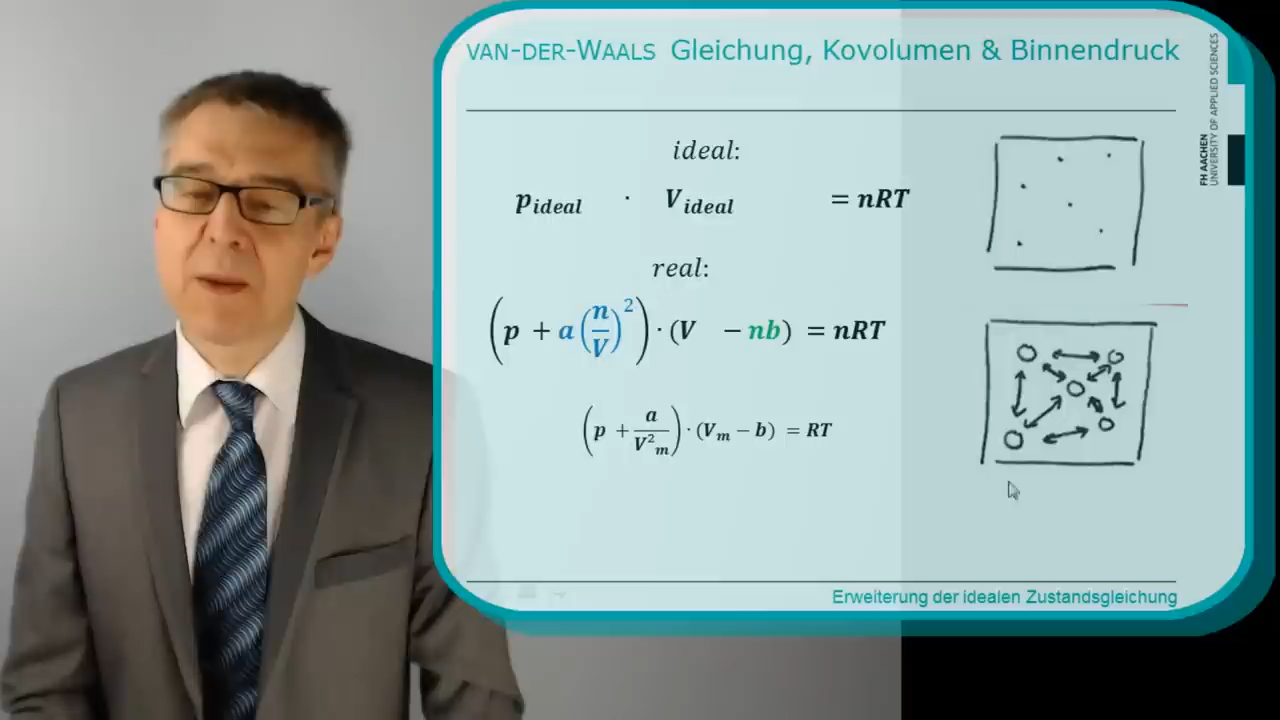 VAN-DER-WAALS Gleichung, Kovolumen & Binnendruck
ideal:
p_ideal · V_ideal = nRT
real:
(p + a(n/V)²) · (V − nb) = nRT
(p + a/V²_m) · (V_m − b) = RT
Erweiterung der idealen Zustandsgleichung
FH AACHEN
UNIVERSITY OF APPLIED SCIENCES